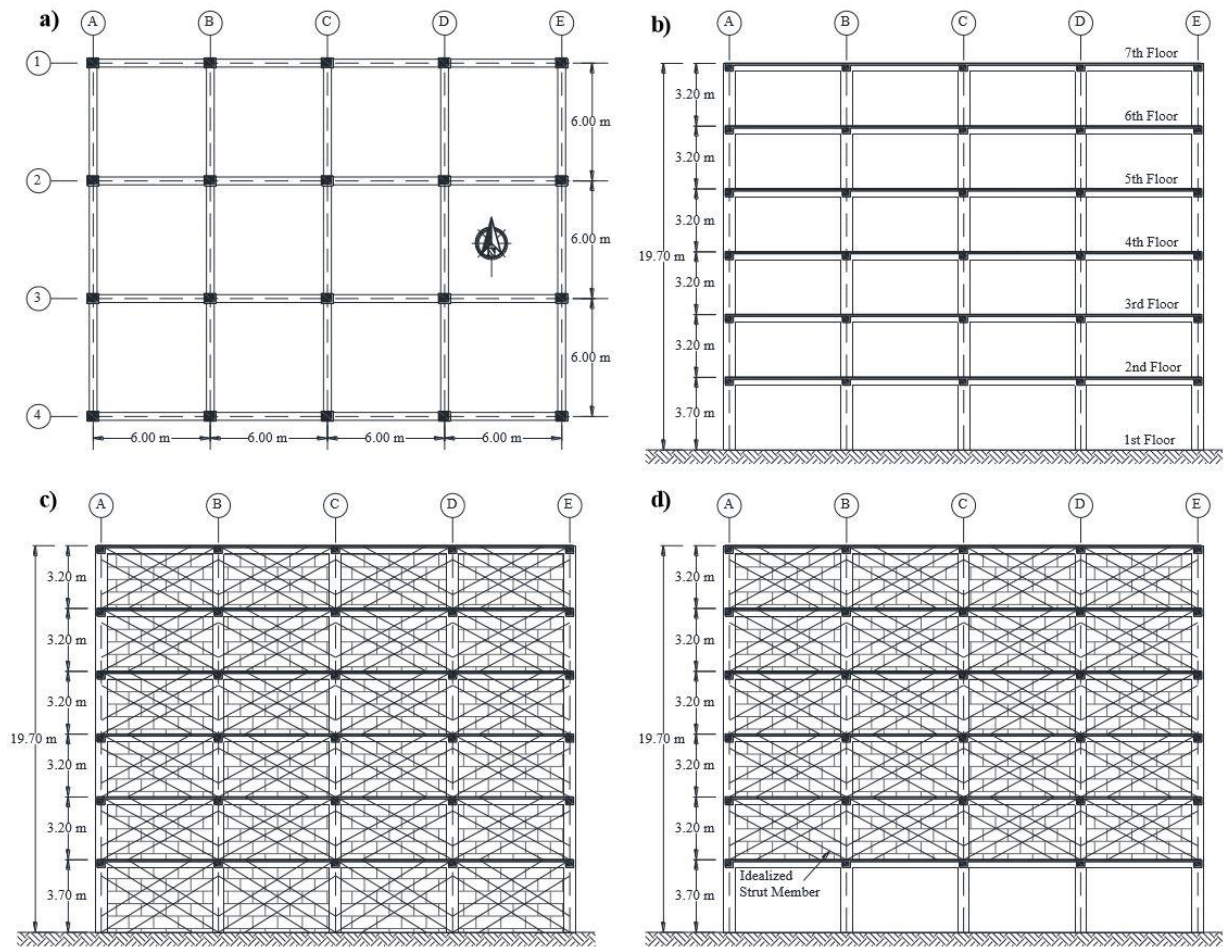 a)
A B C D E
1
2
3
4
6.00 m
6.00 m
6.00 m
6.00 m 6.00 m 6.00 m 6.00 m
b)
A B C D E
7th Floor
3.20 m
6th Floor
3.20 m
5th Floor
3.20 m
4th Floor
19.70 m
3.20 m
3rd Floor
3.20 m
2nd Floor
3.70 m
1st Floor
c)
A B C D E
3.20 m
3.20 m
3.20 m
19.70 m
3.20 m
3.20 m
3.70 m
d)
A B C D E
3.20 m
3.20 m
3.20 m
19.70 m
3.20 m
3.20 m
Idealized
Strut Member
3.70 m